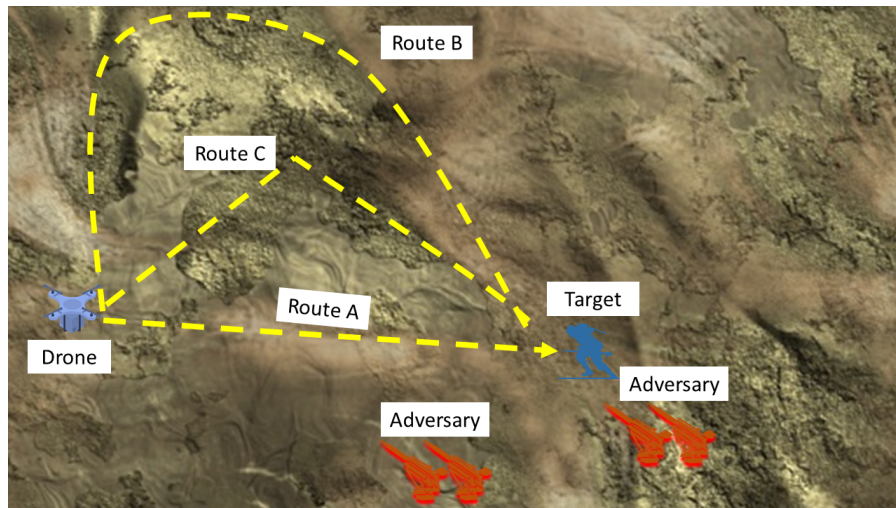 Route B
Route C
Route A
Target
Drone
Adversary
Adversary